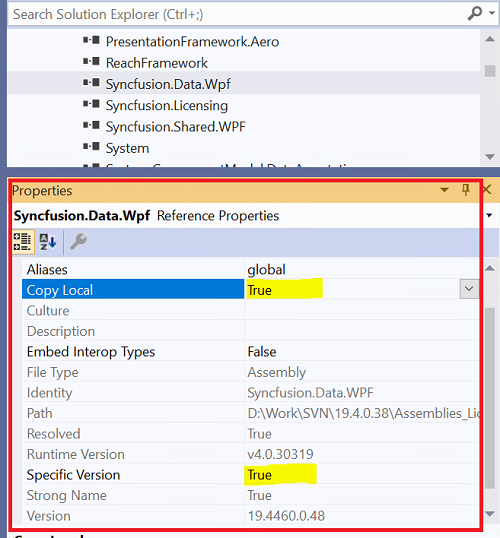 Search Solution Explorer (Ctrl+;)
PresentationFramework.Aero
ReachFramework
Syncfusion.Data.Wpf
Syncfusion.Licensing
Syncfusion.Shared.WPF
System
Properties
Syncfusion.Data.Wpf Reference Properties
Aliases global
Copy Local True
Culture
Description
Embed Interop Types False
File Type Assembly
Identity Syncfusion.Data.WPF
Path D:\Work\SVN\19.4.0.38\Assemblies_Lic
Resolved True
Runtime Version v4.0.30319
Specific Version True
Strong Name True
Version 19.4460.0.48